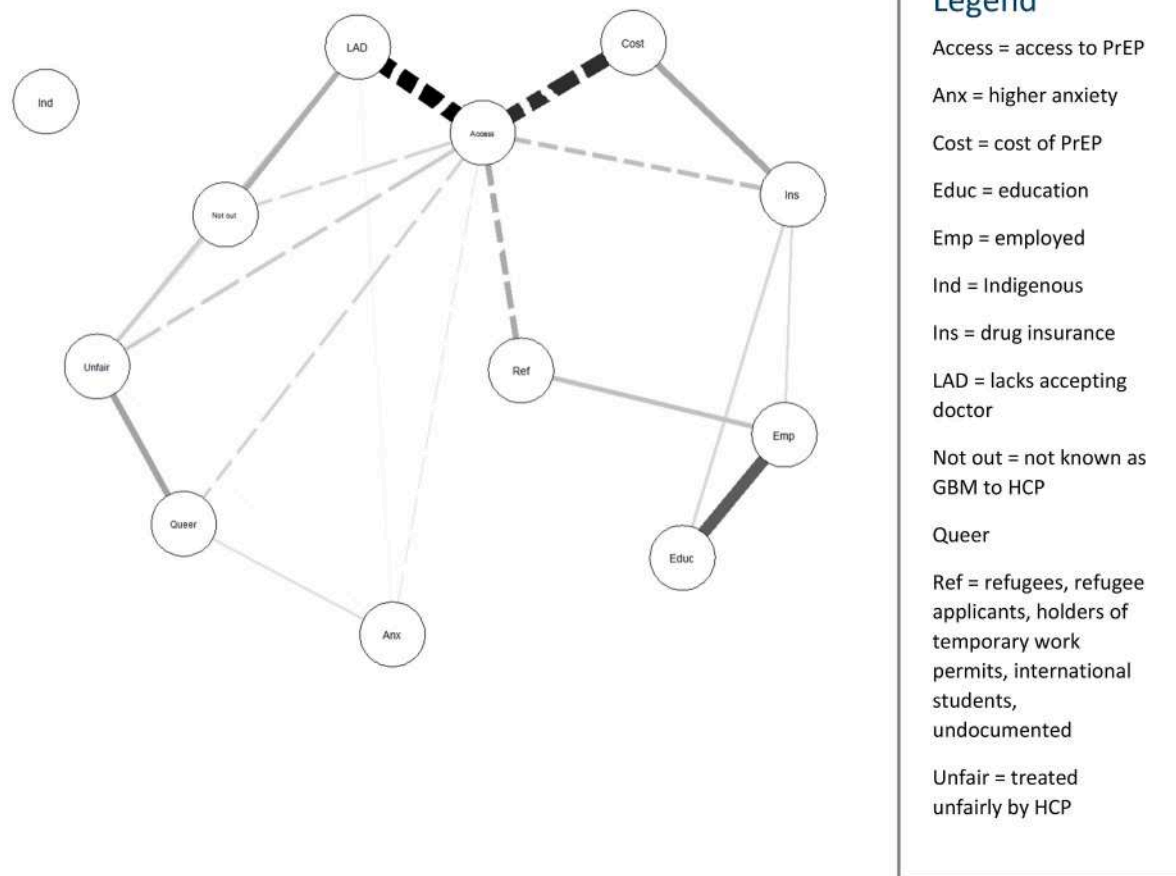 Legend
LAD
Cost
Ind
Access
Ins
Not out
Unfair
Ref
Emp
Queer
Educ
Anx
Access = access to PrEP
Anx = higher anxiety
Cost = cost of PrEP
Educ = education
Emp = employed
Ind = Indigenous
Ins = drug insurance
LAD = lacks accepting
doctor
Not out = not known as
GBM to HCP
Queer
Ref = refugees, refugee
applicants, holders of
temporary work
permits, international
students,
undocumented
Unfair = treated
unfairly by HCP